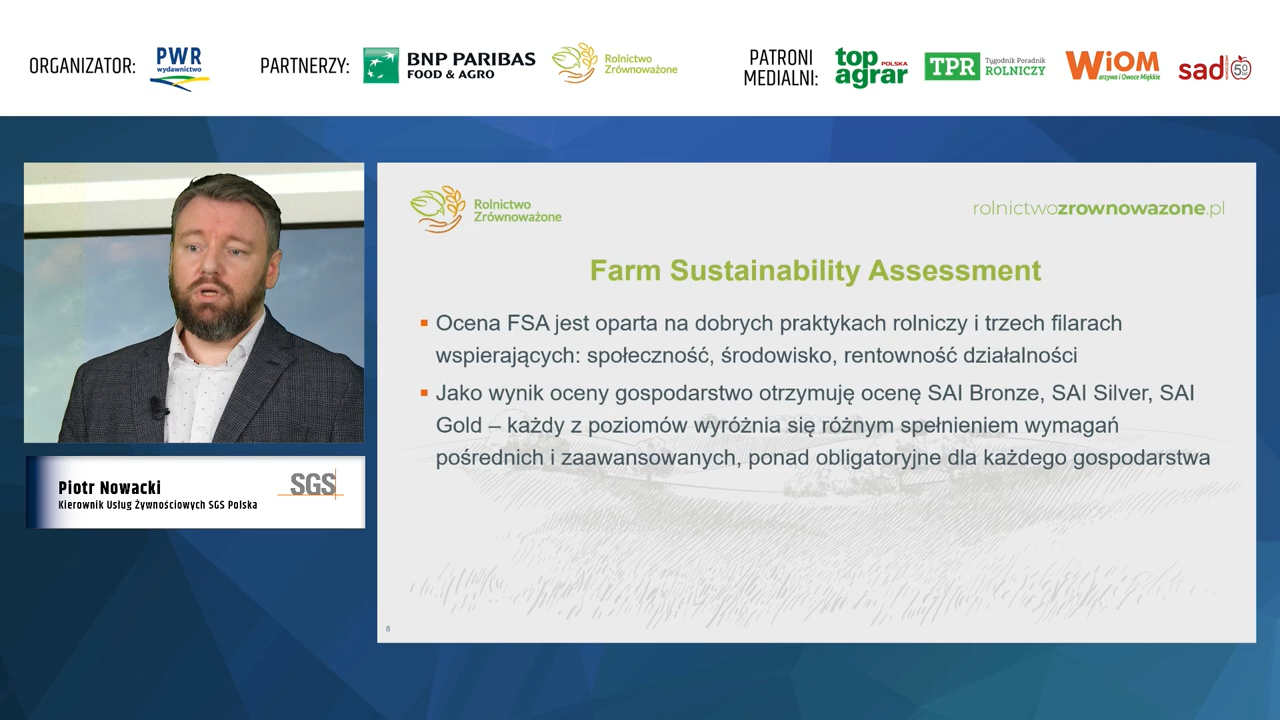 ORGANIZATOR:
PWR
wydawnictwo
PARTNERZY:
BNP PARIBAS
FOOD & AGRO
Rolnictwo
Zrównoważone
PATRONI
MEDIALNI:
top
agrar
POLSKA
TPR
Tygodnik Poradnik
ROLNICZY
WiOM
arzywa i Owoce Miękkie
sad
50
Rolnictwo
Zrównoważone
rolnictwozrownowazone.pl
Farm Sustainability Assessment
▪ Ocena FSA jest oparta na dobrych praktykach rolniczy i trzech filarach
wspierających: społeczność, środowisko, rentowność działalności
▪ Jako wynik oceny gospodarstwo otrzymuję ocenę SAI Bronze, SAI Silver, SAI
Gold – każdy z poziomów wyróżnia się różnym spełnieniem wymagań
pośrednich i zaawansowanych, ponad obligatoryjne dla każdego gospodarstwa
8
Piotr Nowacki
Kierownik Usług Żywnościowych SGS Polska
SGS